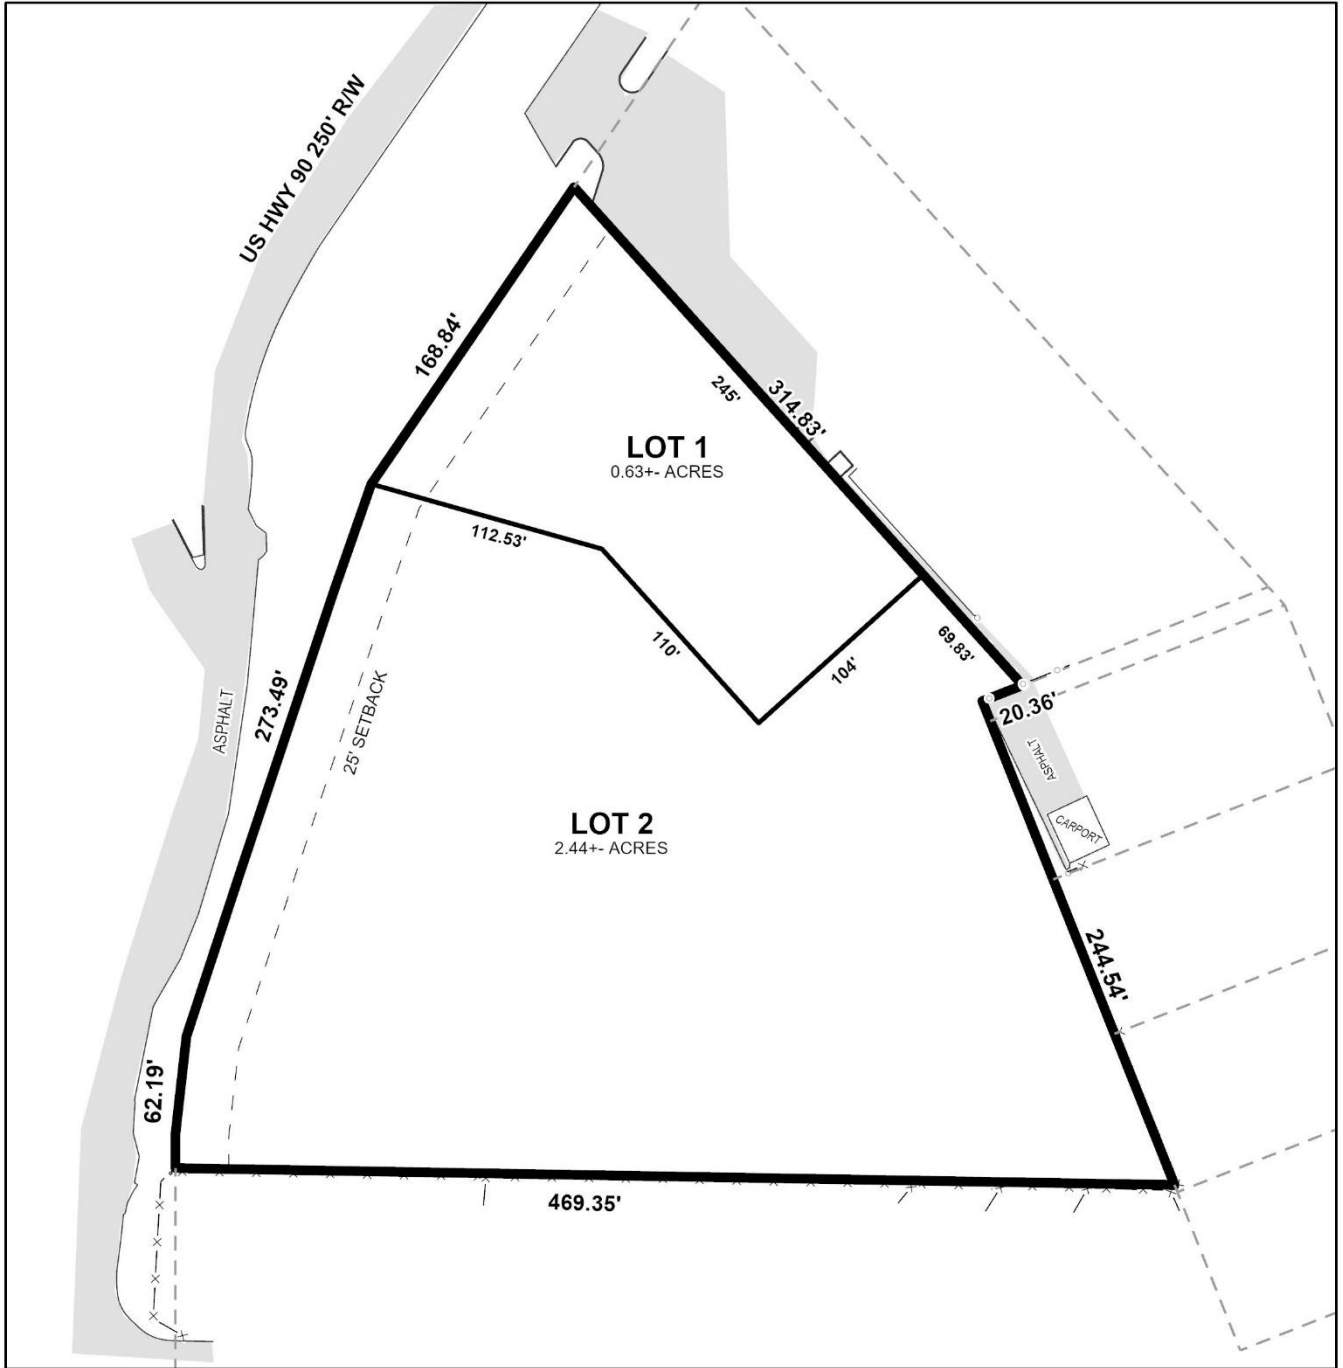 US HWY 90 250' R/W
168.84'
245'
314.83'
LOT 1
0.63+- ACRES
112.53'
110'
104'
69.83'
20.36'
273.49'
ASPHALT
25' SETBACK
ASPHALT
CARPORT
LOT 2
2.44+- ACRES
244.54'
62.19'
469.35'